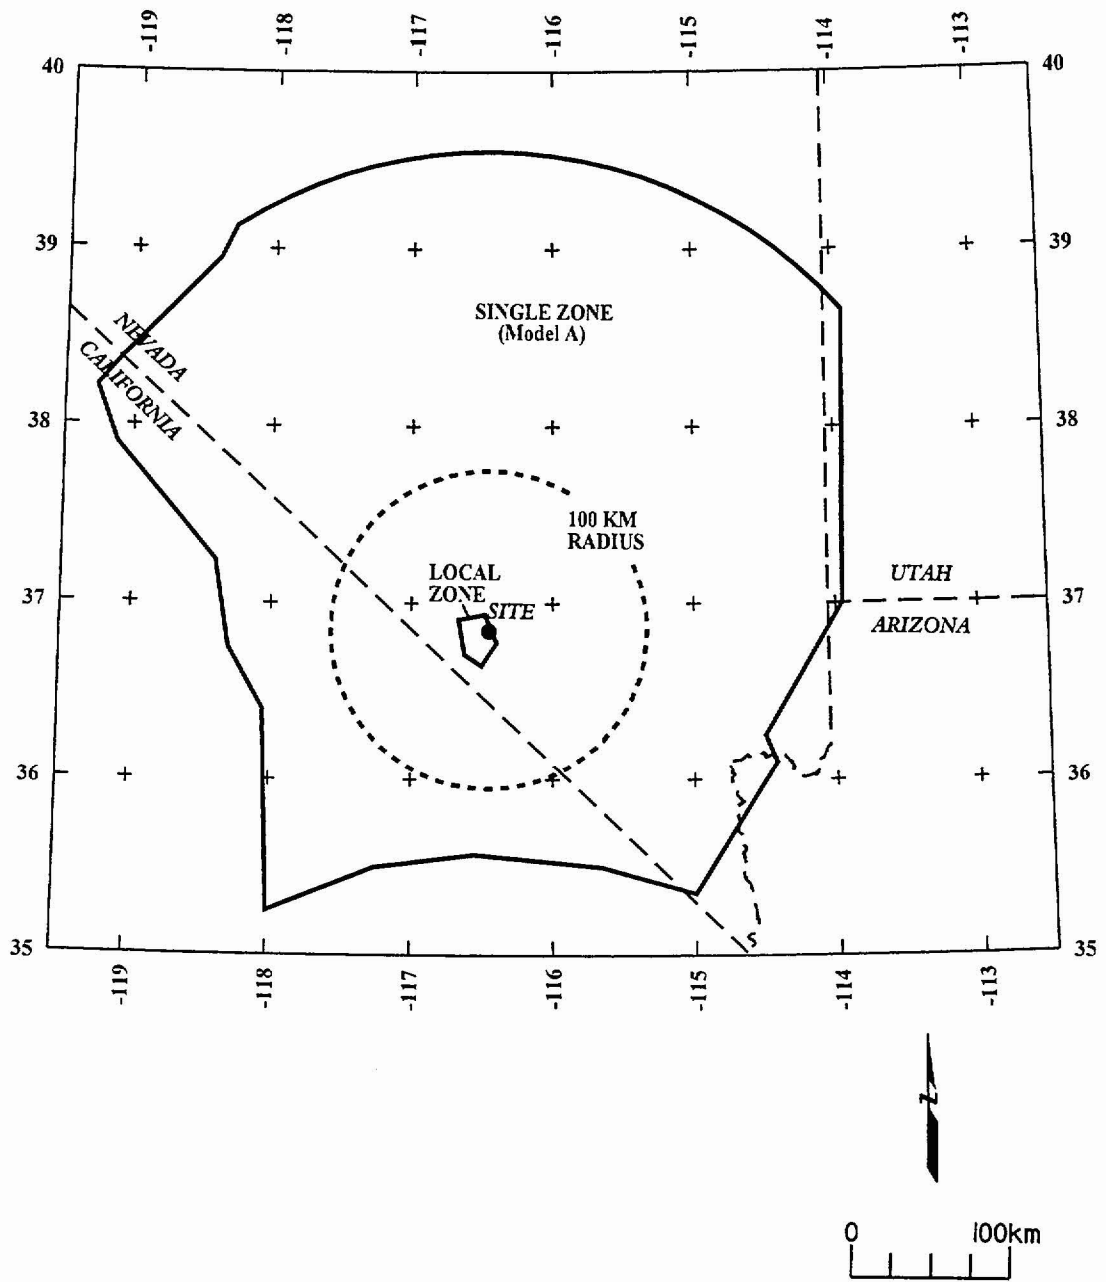 -119 -118 -117 -116 -115 -114 -113
40 40
39 39
SINGLE ZONE
(Model A)
NEVADA
CALIFORNIA
38 38
100 KM
RADIUS
LOCAL
ZONE
SITE
UTAH
37 37
ARIZONA
36 36
35 35
-119 -118 -117 -116 -115 -114 -113
N
0 100km